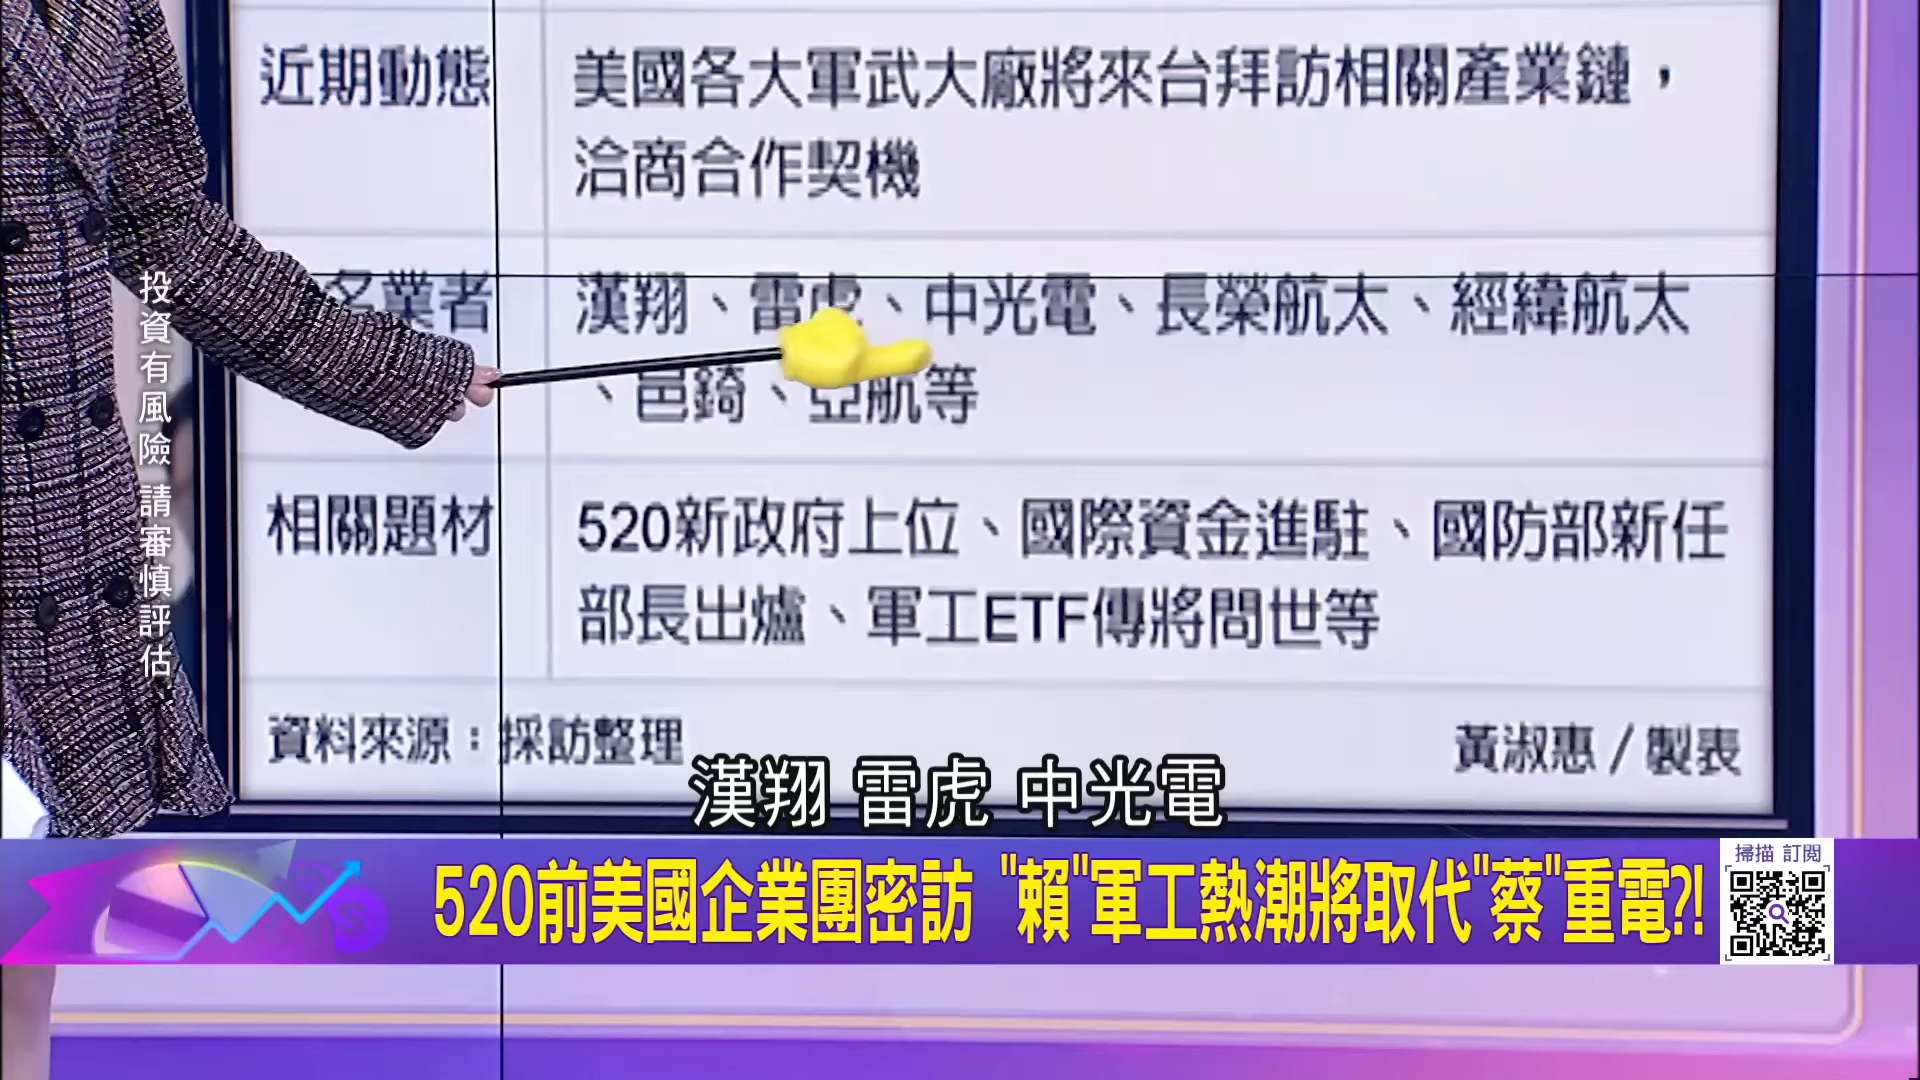 近期動態
美國各大軍武大廠將來台拜訪相關產業鏈，
洽商合作契機
名業者
漢翔、雷虎、中光電、長榮航太、經緯航太
、邑錡、亞航等
相關題材
520新政府上位、國際資金進駐、國防部新任
部長出爐、軍工ETF傳將問世等
資料來源：採訪整理
黃淑惠／製表
投資有風險 請審慎評估
漢翔 雷虎 中光電
520前美國企業團密訪 "賴"軍工熱潮將取代"蔡"重電?!
掃描 訂閱